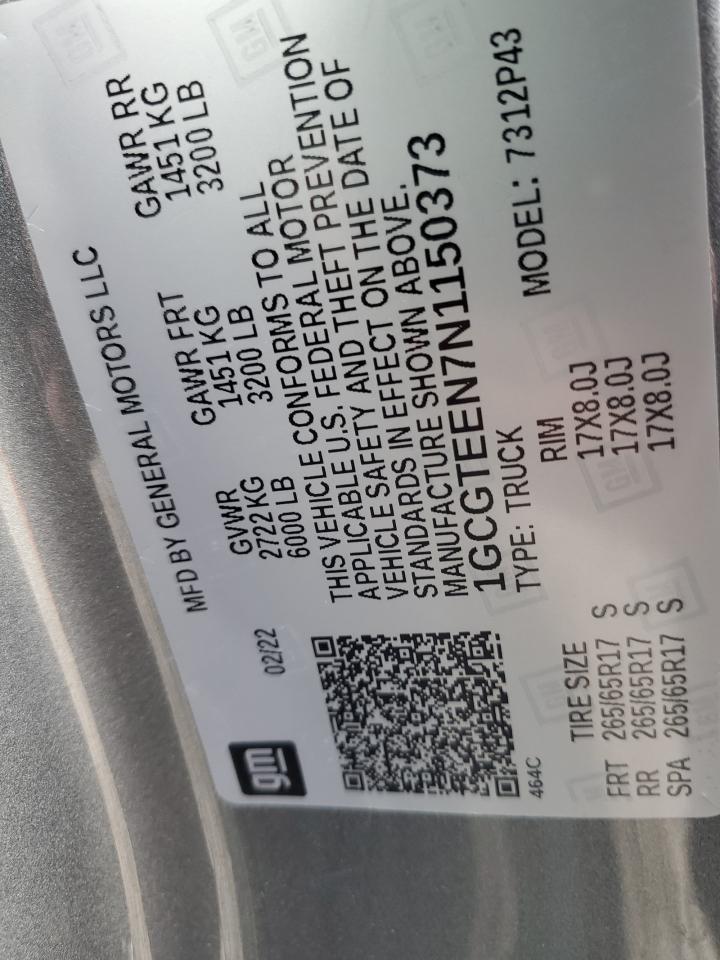 gm
MFD BY GENERAL MOTORS LLC
02/22
GVWR GAWR FRT GAWR RR
2722 KG 1451 KG 1451 KG
6000 LB 3200 LB 3200 LB
THIS VEHICLE CONFORMS TO ALL
APPLICABLE U.S. FEDERAL MOTOR
VEHICLE SAFETY AND THEFT PREVENTION
STANDARDS IN EFFECT ON THE DATE OF
MANUFACTURE SHOWN ABOVE.
1GCGTEEN7N1150373
TYPE: TRUCK MODEL: 7312P43
464C
TIRE SIZE RIM
FRT 265/65R17 S 17X8.0J
RR 265/65R17 S 17X8.0J
SPA 265/65R17 S 17X8.0J